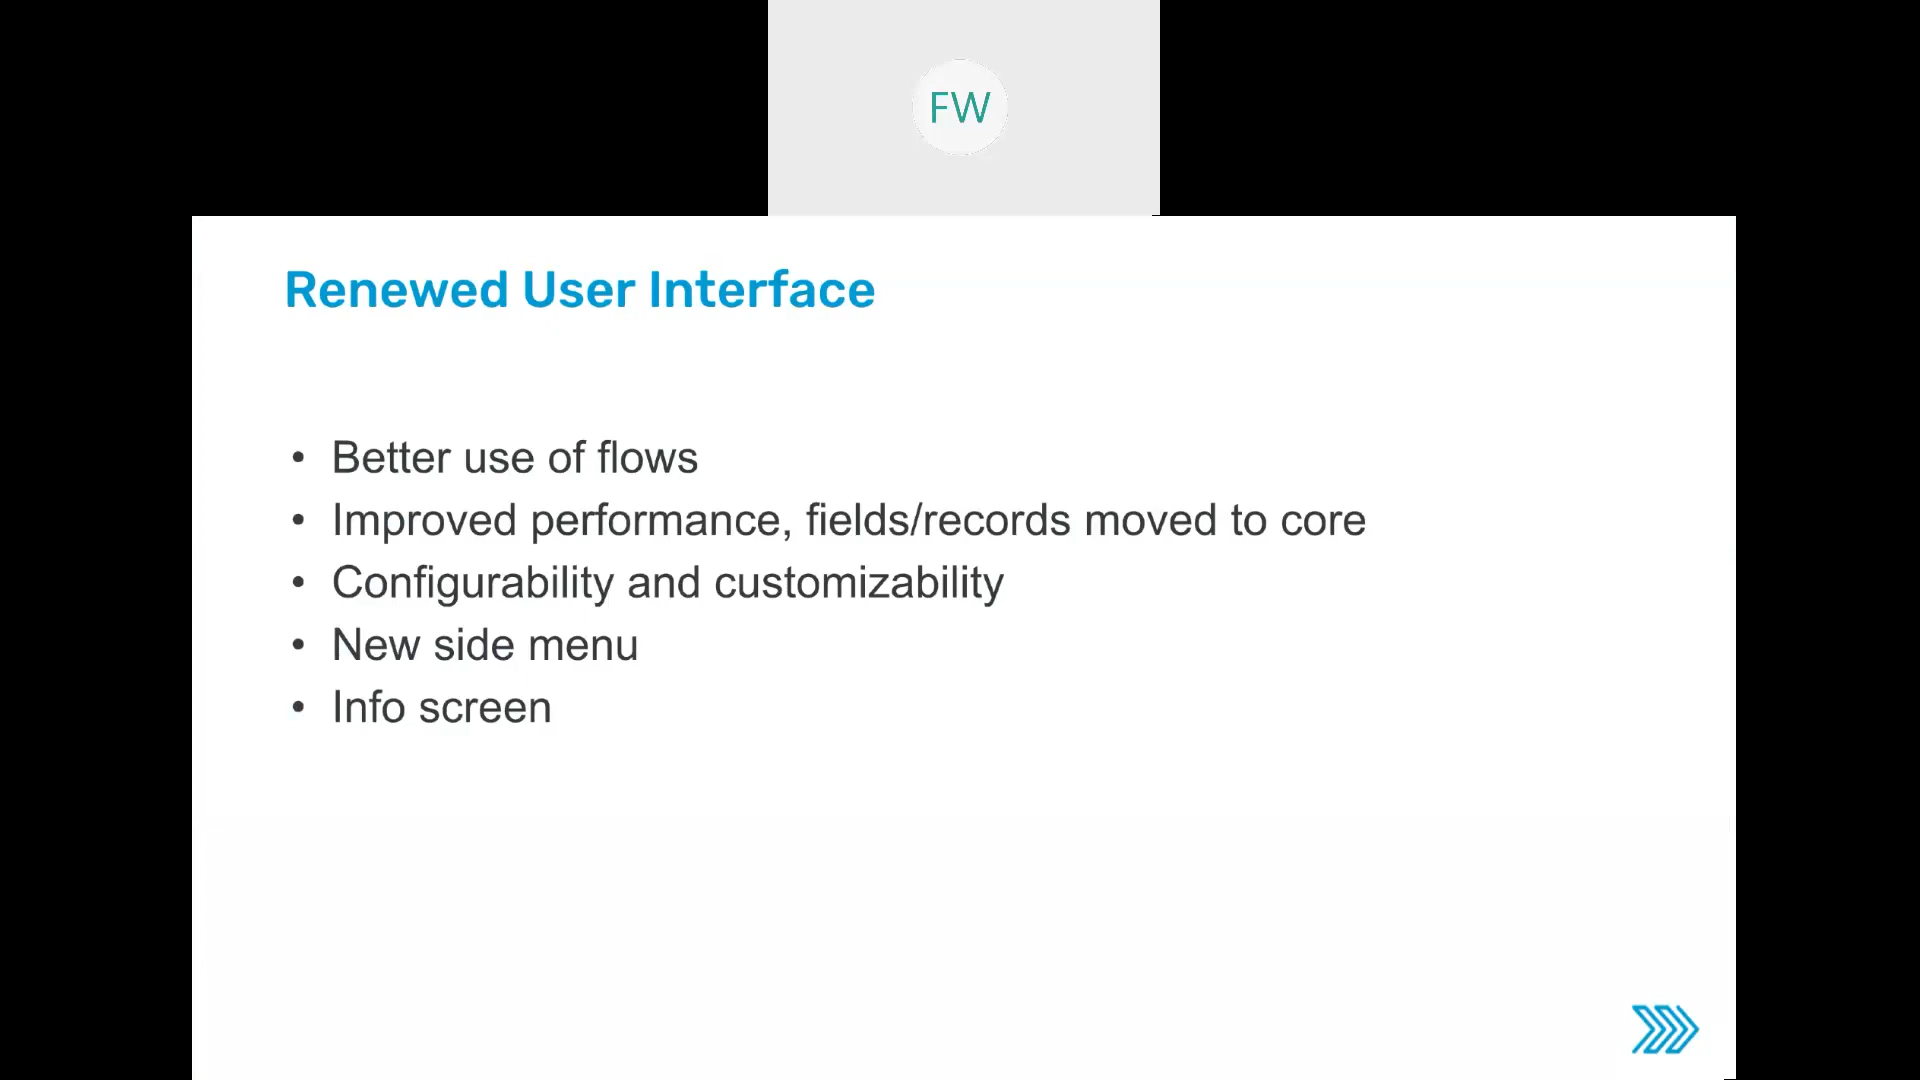 FW
Renewed User Interface
• Better use of flows
• Improved performance, fields/records moved to core
• Configurability and customizability
• New side menu
• Info screen